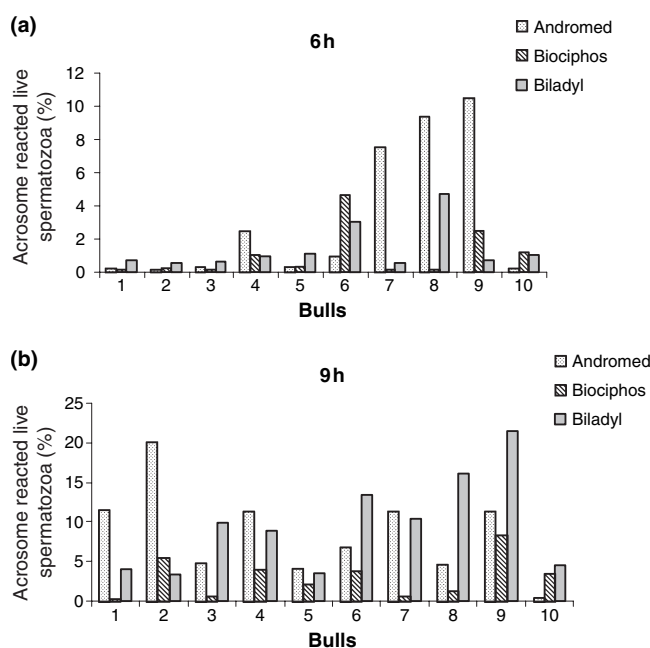 (a)
6h
Andromed
Biociphos
Biladyl
Acrosome reacted live
spermatozoa (%)
12
10
8
6
4
2
0
1 2 3 4 5 6 7 8 9 10
Bulls
(b)
9h
Andromed
Biociphos
Biladyl
Acrosome reacted live
spermatozoa (%)
25
20
15
10
5
0
1 2 3 4 5 6 7 8 9 10
Bulls